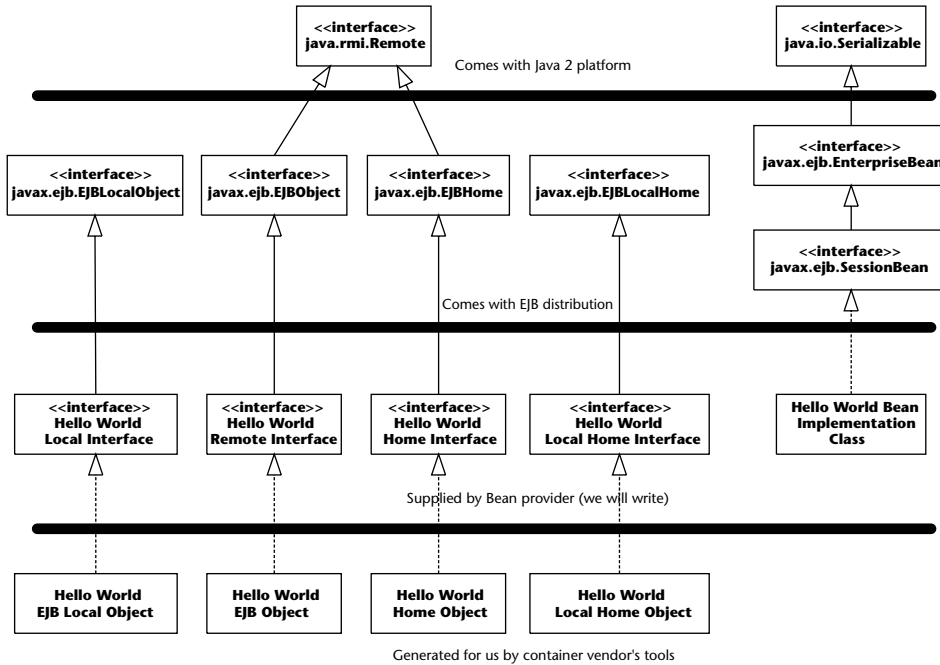 <<interface>>
java.rmi.Remote
<<interface>>
java.io.Serializable
Comes with Java 2 platform
<<interface>>
javax.ejb.EnterpriseBean
<<interface>>
javax.ejb.EJBLocalObject
<<interface>>
javax.ejb.EJBObject
<<interface>>
javax.ejb.EJBHome
<<interface>>
javax.ejb.EJBLocalHome
<<interface>>
javax.ejb.SessionBean
Comes with EJB distribution
<<interface>>
Hello World
Local Interface
<<interface>>
Hello World
Remote Interface
<<interface>>
Hello World
Home Interface
<<interface>>
Hello World
Local Home Interface
Hello World Bean
Implementation
Class
Supplied by Bean provider (we will write)
Hello World
EJB Local Object
Hello World
EJB Object
Hello World
Home Object
Hello World
Local Home Object
Generated for us by container vendor's tools